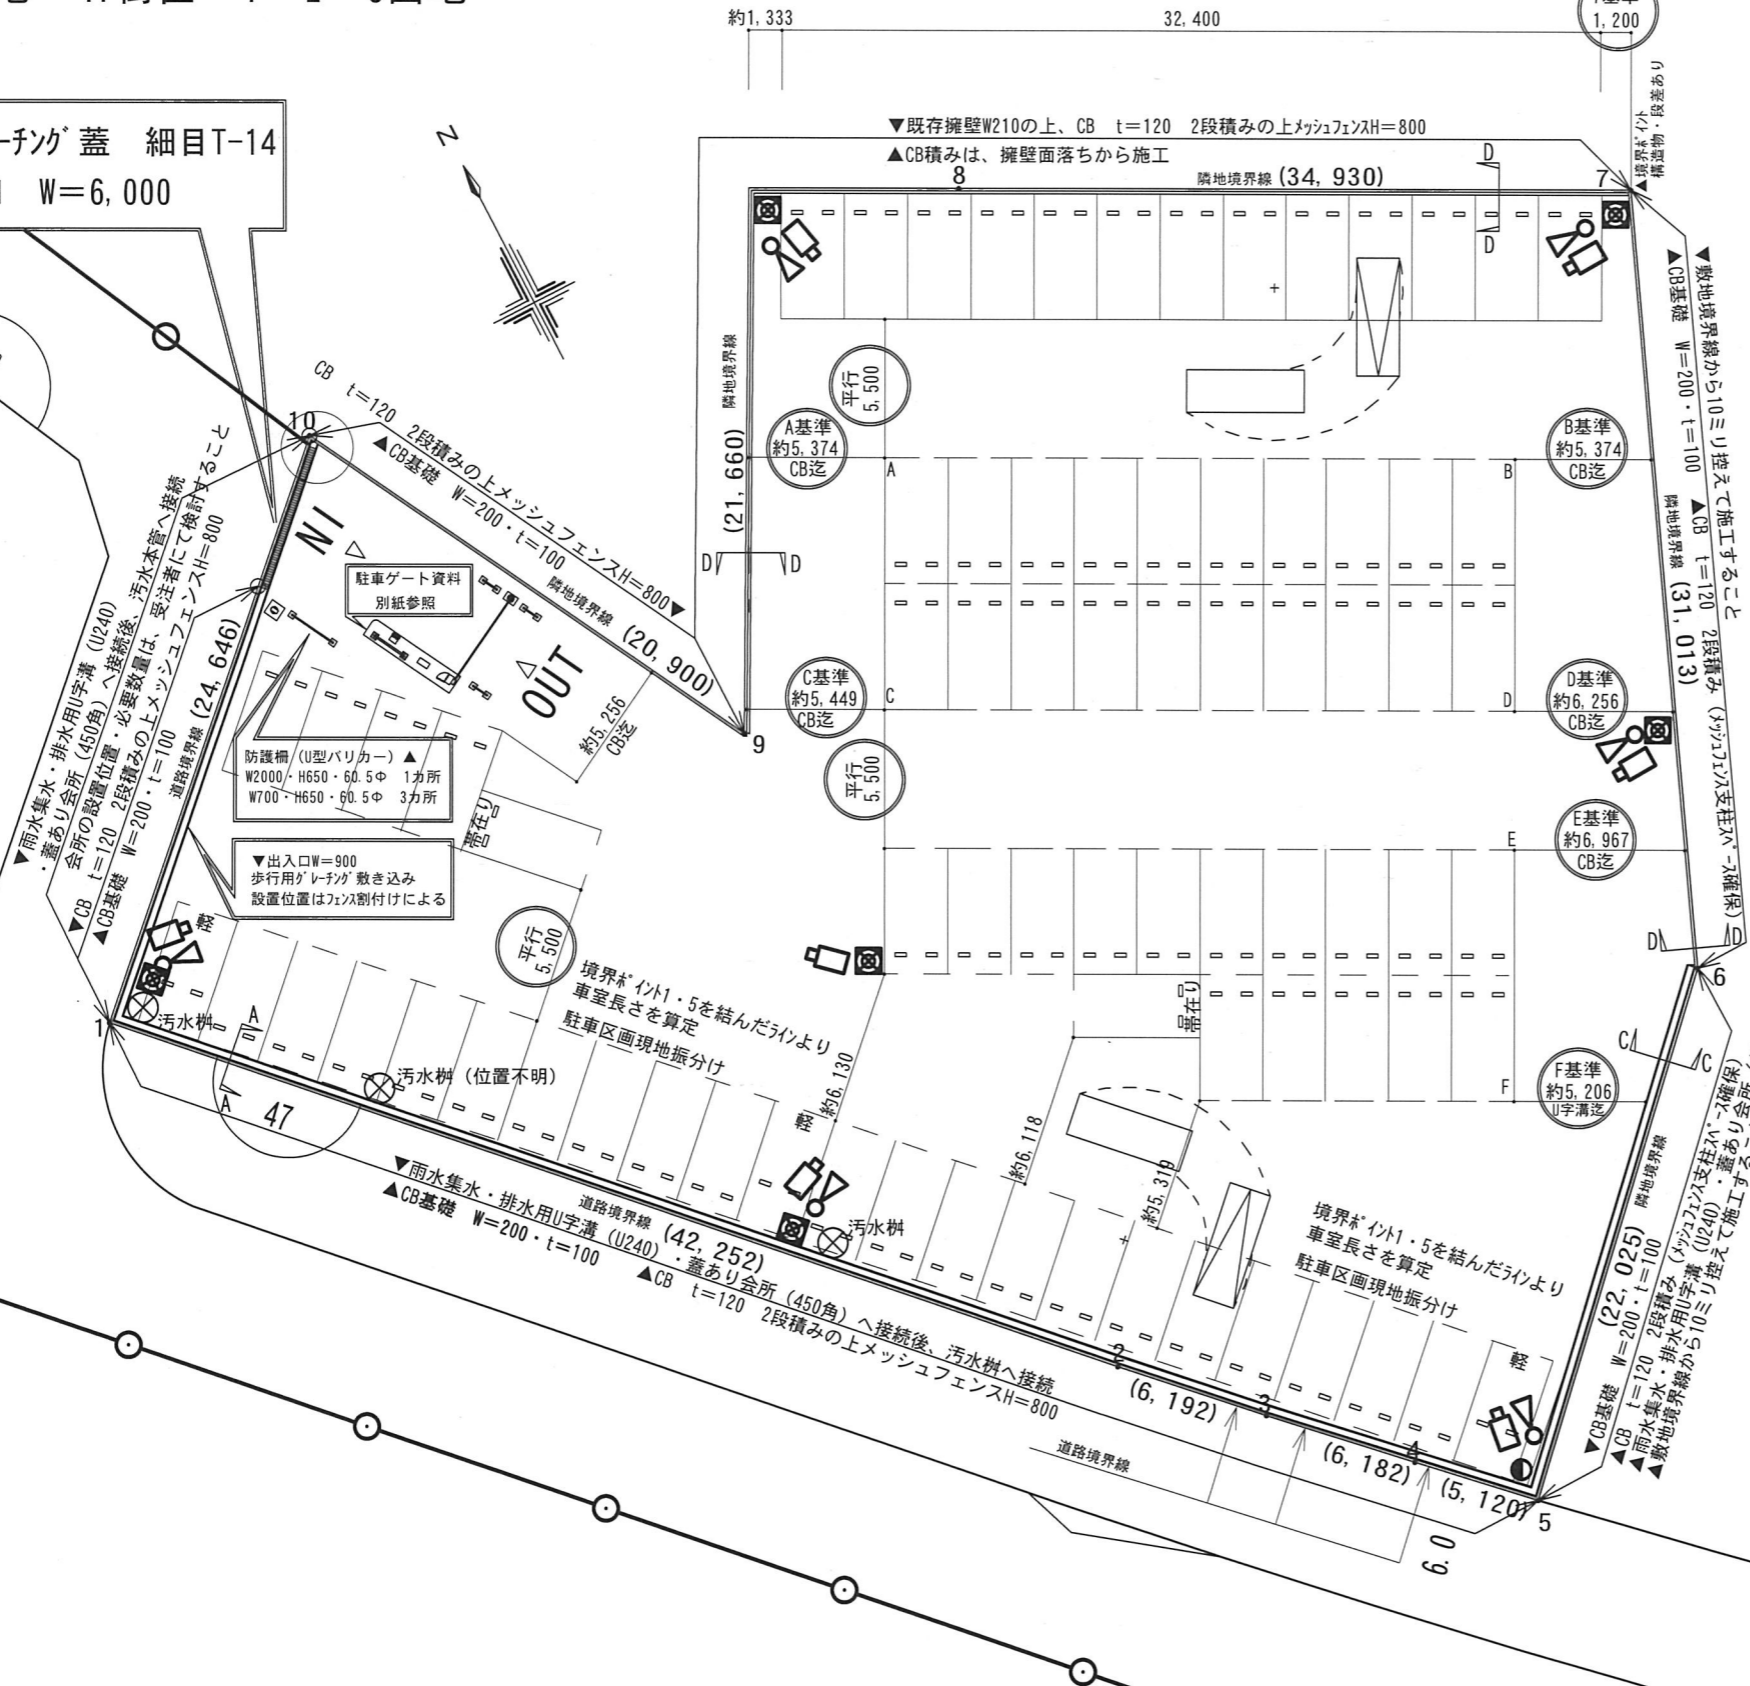 約1,333
32,400
1,200
ーチング蓋　細目T-14
W＝6,000
N
▼既存擁壁W210の上、CB　t＝120　2段積みの上メッシュフェンスH＝800
▲CB積みは、擁壁面落ちから施工
8
隣地境界線 (34, 930)
7
D
D
▲境界ポイント
構造物・段差あり
▼敷地境界線から10ミリ控えて施工すること
▲CB基礎　W＝200・t＝100　▲CB　t＝120　2段積み（メッシュフェンス支柱スペース確保）
隣地境界線 (31, 013)
隣地境界線
(21, 660)
平行
5,500
A基準
約5,374
CB迄
A
B基準
約5,374
CB迄
B
10
CB　t＝120　2段積みの上メッシュフェンスH＝800▼
▲CB基礎　W＝200・t＝100
隣地境界線 (20, 900)
IN
駐車ゲート資料
別紙参照
OUT
約5,256
CB迄
D
D
C基準
約5,449
CB迄
C
D基準
約6,256
CB迄
D
9
平行
5,500
▼雨水集水・排水用U字溝（U240）
・蓋あり会所（450角）へ接続後、汚水本管へ接続
会所の設置位置・必要数量は、受注者にて検討すること
▼CB　t＝120　2段積みの上メッシュフェンスH＝800
▲CB基礎　W＝200・t＝100
道路境界線 (24, 646)
防護柵（U型バリカー）▲
W2000・H650・60.5Φ　1カ所
W700・H650・60.5Φ　3カ所
帯在り
▼出入口W＝900
歩行用グレーチング敷き込み
設置位置はフェンス割付けによる
E基準
約6,967
CB迄
E
D
D
6
軽
平行
5,500
境界ポイント1・5を結んだラインより
車室長さを算定
駐車区画現地振分け
1
汚水桝
A
A
47
汚水桝（位置不明）
約6,130
軽
帯在り
約6,118
約5,319
F基準
約5,206
U字溝迄
F
C
C
隣地境界線
(22, 025)
▼CB基礎　W＝200・t＝100
▲CB　t＝120　2段積み（メッシュフェンス支柱スペース確保）
▲雨水集水・排水用U字溝（U240）・蓋あり会所
▲敷地境界線から10ミリ控えて施工すること
▼雨水集水・排水用U字溝（U240）・蓋あり会所（450角）へ接続後、汚水桝へ接続
▲CB基礎　W＝200・t＝100　▲CB　t＝120　2段積みの上メッシュフェンスH＝800
道路境界線 (42, 252)
汚水桝
境界ポイント1・5を結んだラインより
車室長さを算定
駐車区画現地振分け
軽
2
(6, 192)
3
(6, 182)
4
(5, 120)
5
道路境界線
6.0